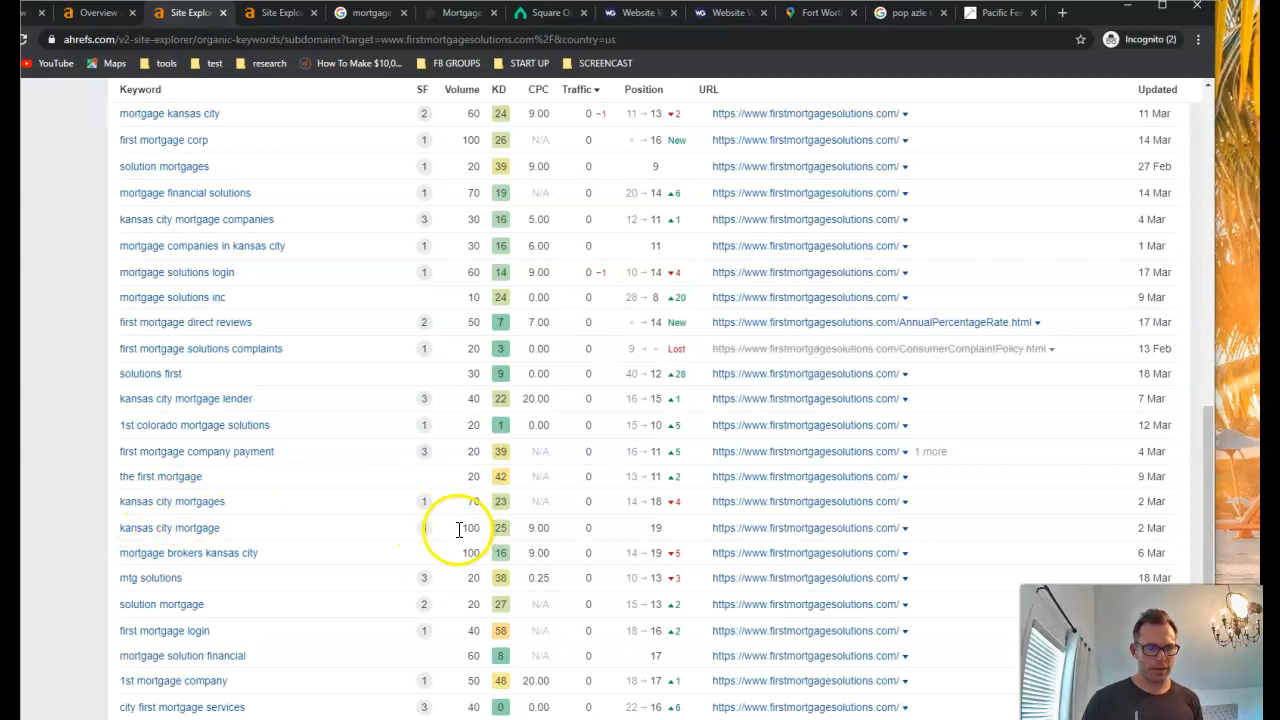 Overview
Site Explo
Site Explo
mortgage
Mortgage
Square O
Website W
Website W
Fort Worth
pop azle t
Pacific Fen
ahrefs.com/v2-site-explorer/organic-keywords/subdomains?target=www.firstmortgagesolutions.com%2F&country=us
Incognito (2)
YouTube Maps tools test research How To Make $10,0... FB GROUPS START UP SCREENCAST
Keyword SF Volume KD CPC Traffic Position URL Updated
mortgage kansas city 2 60 24 9.00 0 −1 11 → 13 ▾2 https://www.firstmortgagesolutions.com/ 11 Mar
first mortgage corp 1 100 26 N/A 0 × → 16 New https://www.firstmortgagesolutions.com/ 14 Mar
solution mortgages 1 20 39 9.00 0 9 https://www.firstmortgagesolutions.com/ 27 Feb
mortgage financial solutions 1 70 19 N/A 0 20 → 14 ▴6 https://www.firstmortgagesolutions.com/ 14 Mar
kansas city mortgage companies 3 30 16 5.00 0 12 → 11 ▴1 https://www.firstmortgagesolutions.com/ 4 Mar
mortgage companies in kansas city 1 30 16 6.00 0 11 https://www.firstmortgagesolutions.com/ 1 Mar
mortgage solutions login 1 60 14 9.00 0 −1 10 → 14 ▾4 https://www.firstmortgagesolutions.com/ 17 Mar
mortgage solutions inc 10 24 0.00 0 28 → 8 ▴20 https://www.firstmortgagesolutions.com/ 9 Mar
first mortgage direct reviews 2 50 7 7.00 0 × → 14 New https://www.firstmortgagesolutions.com/AnnualPercentageRate.html 17 Mar
first mortgage solutions complaints 1 20 3 0.00 0 9 → × Lost https://www.firstmortgagesolutions.com/ConsumerComplaintPolicy.html 13 Feb
solutions first 30 9 0.00 0 40 → 12 ▴28 https://www.firstmortgagesolutions.com/ 18 Mar
kansas city mortgage lender 3 40 22 20.00 0 16 → 15 ▴1 https://www.firstmortgagesolutions.com/ 7 Mar
1st colorado mortgage solutions 1 20 1 0.00 0 15 → 10 ▴5 https://www.firstmortgagesolutions.com/ 12 Mar
first mortgage company payment 3 20 39 N/A 0 16 → 11 ▴5 https://www.firstmortgagesolutions.com/ 1 more 4 Mar
the first mortgage 20 42 N/A 0 13 → 11 ▴2 https://www.firstmortgagesolutions.com/ 9 Mar
kansas city mortgages 1 70 23 N/A 0 14 → 18 ▾4 https://www.firstmortgagesolutions.com/ 2 Mar
kansas city mortgage 100 25 9.00 0 19 https://www.firstmortgagesolutions.com/ 2 Mar
mortgage brokers kansas city 100 16 9.00 0 14 → 19 ▾5 https://www.firstmortgagesolutions.com/ 6 Mar
mtg solutions 3 20 38 0.25 0 10 → 13 ▾3 https://www.firstmortgagesolutions.com/ 18 Mar
solution mortgage 2 20 27 N/A 0 15 → 13 ▴2 https://www.firstmortgagesolutions.com/
first mortgage login 1 40 58 N/A 0 18 → 16 ▴2 https://www.firstmortgagesolutions.com/
mortgage solution financial 60 8 N/A 0 17 https://www.firstmortgagesolutions.com/
1st mortgage company 1 50 48 20.00 0 18 → 17 ▴1 https://www.firstmortgagesolutions.com/
city first mortgage services 3 40 0 0.00 0 22 → 16 ▴6 https://www.firstmortgagesolutions.com/